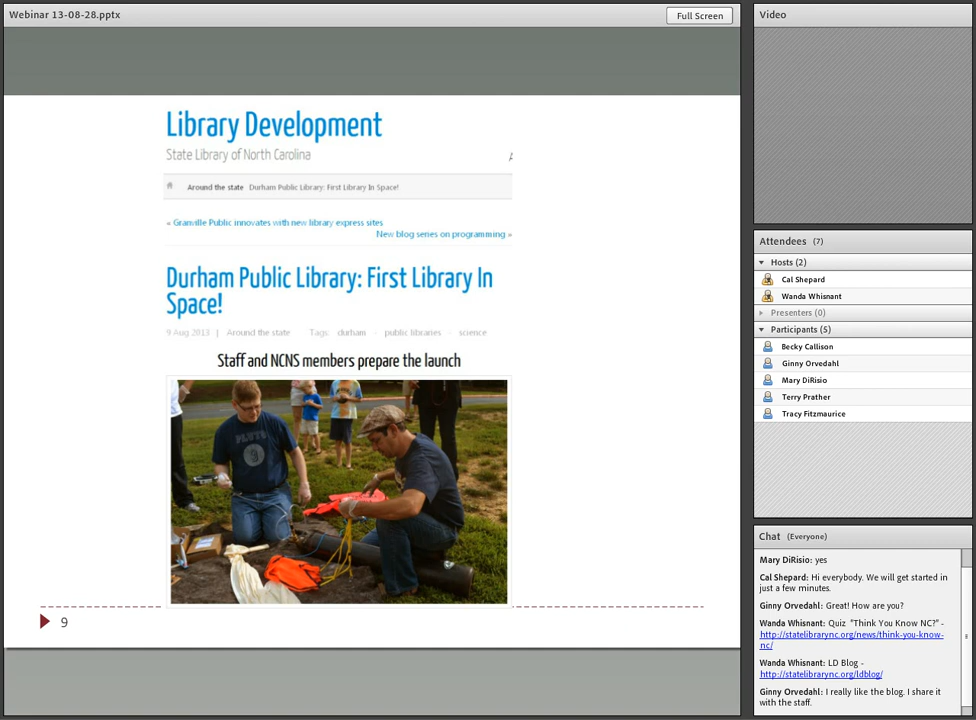 Webinar 13-08-28.pptx
Full Screen
Library Development
State Library of North Carolina
Around the state Durham Public Library: First Library In Space!
« Granville Public innovates with new library express sites
New blog series on programming »
Durham Public Library: First Library In
Space!
9 Aug 2013 | Around the state Tags: durham · public libraries · science
Staff and NCNS members prepare the launch
PLUTO
9
9
Video
Attendees (7)
Hosts (2)
Cal Shepard
Wanda Whisnant
Presenters (0)
Participants (5)
Becky Callison
Ginny Orvedahl
Mary DiRisio
Terry Prather
Tracy Fitzmaurice
Chat (Everyone)
Mary DiRisio: yes
Cal Shepard: Hi everybody. We will get started in
just a few minutes.
Ginny Orvedahl: Great! How are you?
Wanda Whisnant: Quiz "Think You Know NC?" -
http://statelibrarync.org/news/think-you-know-
nc/
Wanda Whisnant: LD Blog -
http://statelibrarync.org/ldblog/
Ginny Orvedahl: I really like the blog. I share it
with the staff.